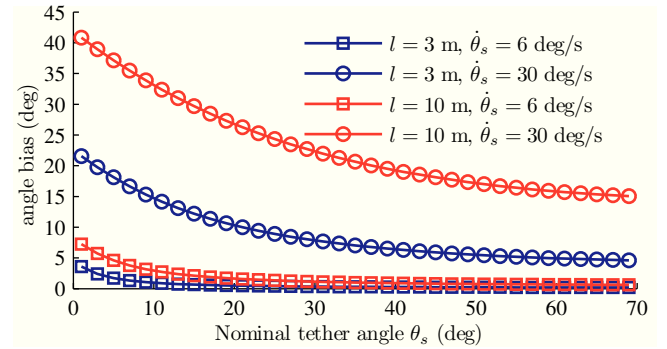 45
40
35
30
25
20
15
10
5
0
angle bias (deg)
l = 3 m, θ̇ₛ = 6 deg/s
l = 3 m, θ̇ₛ = 30 deg/s
l = 10 m, θ̇ₛ = 6 deg/s
l = 10 m, θ̇ₛ = 30 deg/s
0 10 20 30 40 50 60 70
Nominal tether angle θₛ (deg)